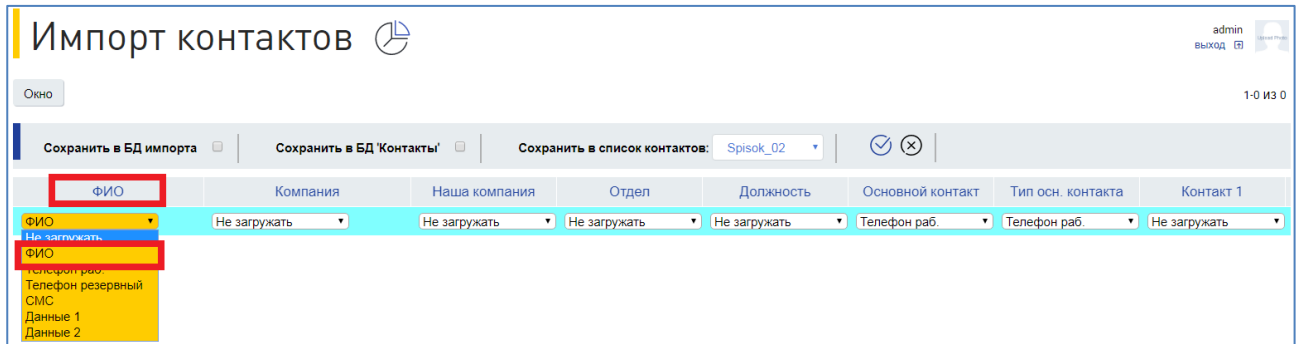 Импорт контактов
admin
выход
Окно
1-0 из 0
Сохранить в БД импорта
Сохранить в БД 'Контакты'
Сохранить в список контактов: Spisok_02
ФИО Компания Наша компания Отдел Должность Основной контакт Тип осн. контакта Контакт 1
ФИО Не загружать Не загружать Не загружать Не загружать Телефон раб. Телефон раб. Не загружать
Не загружать
ФИО
Телефон раб.
Телефон резервный
СМС
Данные 1
Данные 2